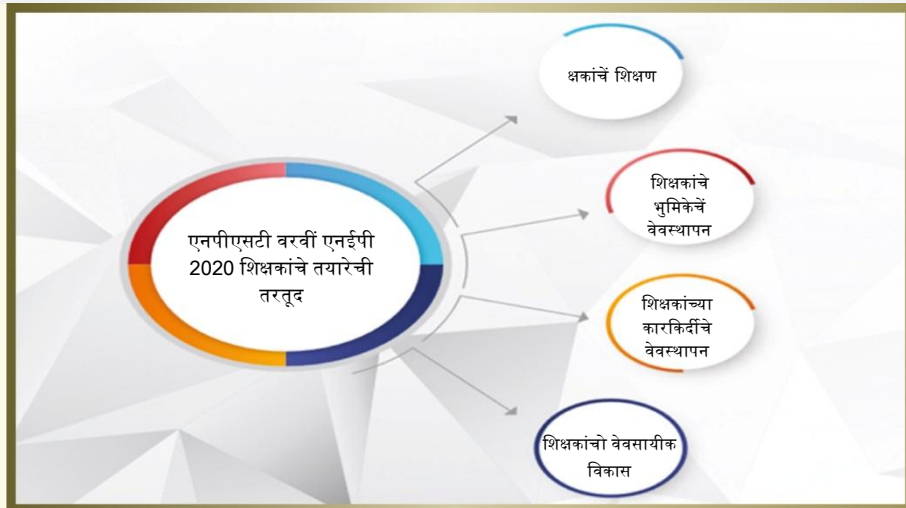 एनपीएसटी वरवीं एनईपी
2020 शिक्षकांचे तयारेची
तरतूद
क्षकांचें शिक्षण
शिक्षकांचे
भुमिकेचें
वेवस्थापन
शिक्षकांच्या
कारकिर्दीचे
वेवस्थापन
शिक्षकांचो वेवसायीक
विकास